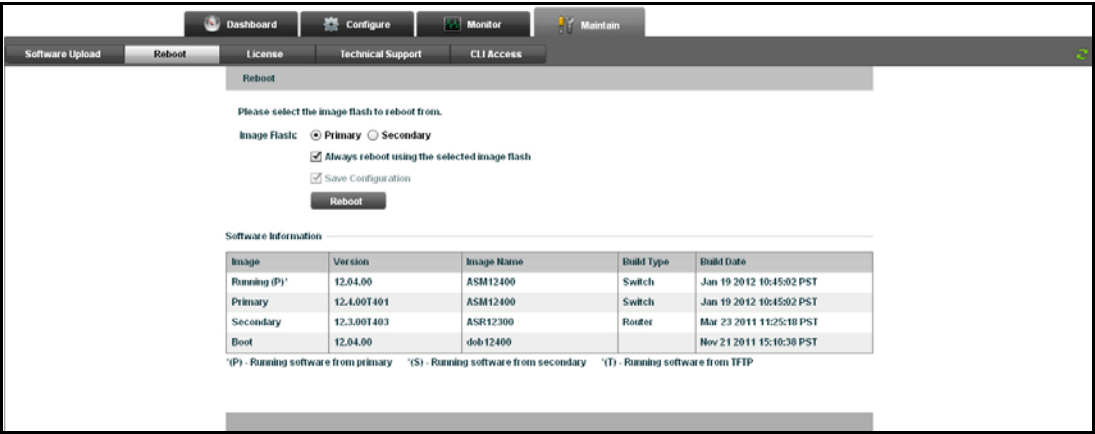 Dashboard Configure Monitor Maintain
Software Upload Reboot License Technical Support CLI Access
Reboot
Please select the image flash to reboot from.
Image Flash: Primary Secondary
Always reboot using the selected image flash
Save Configuration
Reboot
Software Information
Image Version Image Name Build Type Build Date
Running (P)* 12.04.00 ASM12400 Switch Jan 19 2012 10:45:02 PST
Primary 12.4.00T401 ASM12400 Switch Jan 19 2012 10:45:02 PST
Secondary 12.3.00T403 ASR12300 Router Mar 23 2011 11:25:18 PST
Boot 12.04.00 dob12400 Nov 21 2011 15:10:38 PST
*(P) - Running software from primary *(S) - Running software from secondary *(T) - Running software from TFTP